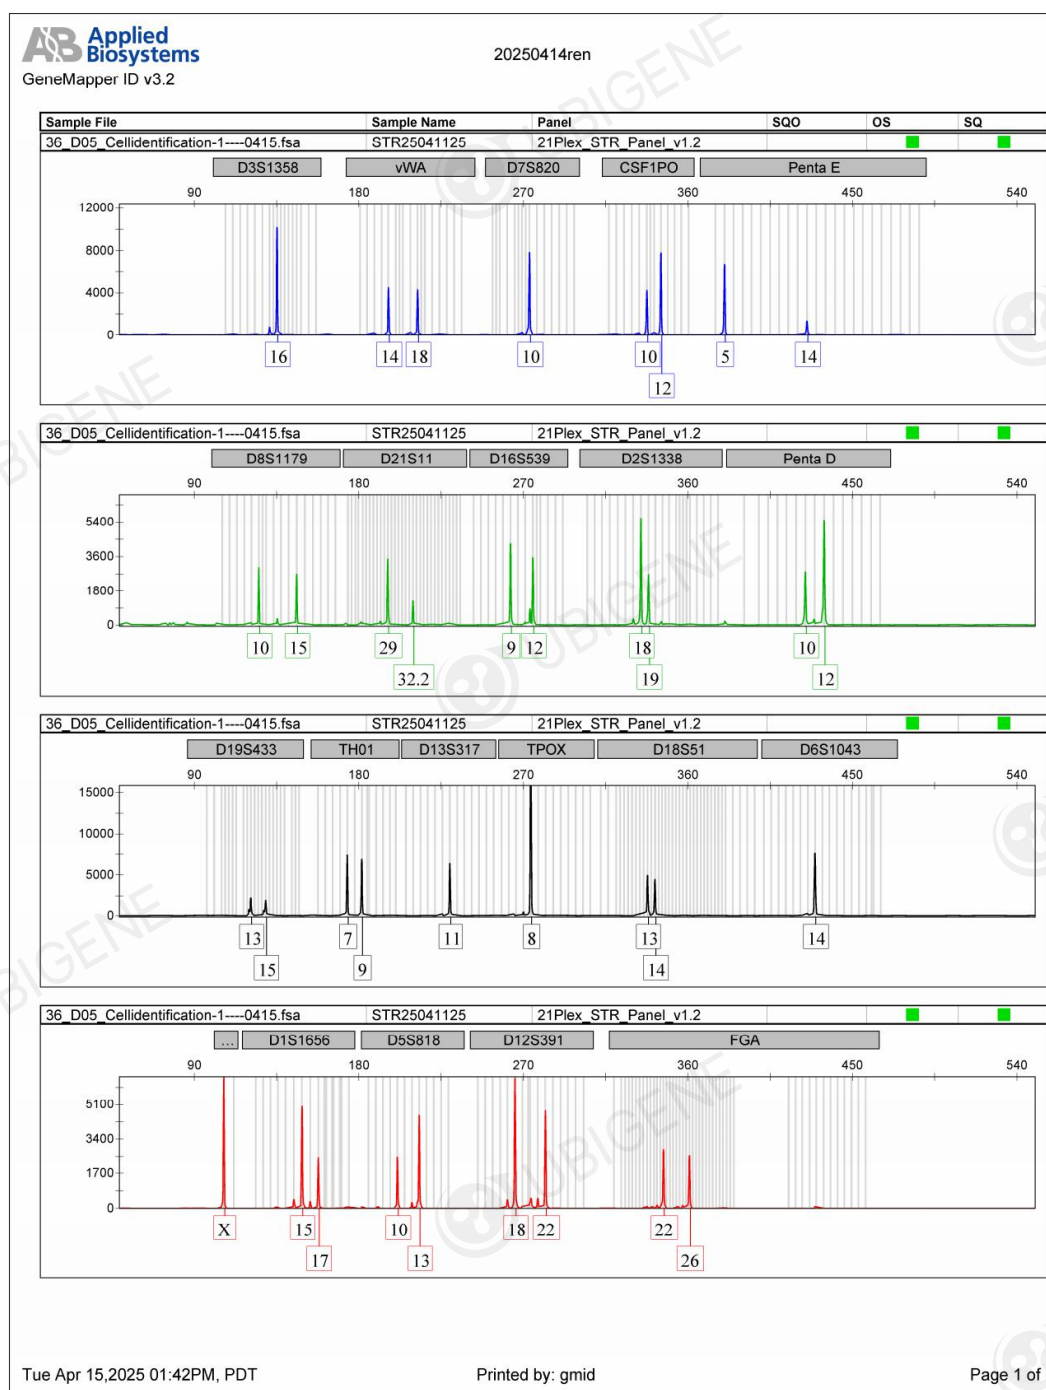 AB Applied
Biosystems
GeneMapper ID v3.2
20250414ren
Sample File Sample Name Panel SQO OS SQ
36_D05_Cellidentification-1----0415.fsa STR25041125 21Plex_STR_Panel_v1.2
D3S1358 vWA D7S820 CSF1PO Penta E
90 180 270 360 450 540
12000
8000
4000
0
16 14 18 10 10 5 14
12
36_D05_Cellidentification-1----0415.fsa STR25041125 21Plex_STR_Panel_v1.2
D8S1179 D21S11 D16S539 D2S1338 Penta D
90 180 270 360 450 540
5400
3600
1800
0
10 15 29 9 12 18 10
32.2 19 12
36_D05_Cellidentification-1----0415.fsa STR25041125 21Plex_STR_Panel_v1.2
D19S433 TH01 D13S317 TPOX D18S51 D6S1043
90 180 270 360 450 540
15000
10000
5000
0
13 7 11 8 13 14
15 9 14
36_D05_Cellidentification-1----0415.fsa STR25041125 21Plex_STR_Panel_v1.2
... D1S1656 D5S818 D12S391 FGA
90 180 270 360 450 540
5100
3400
1700
0
X 15 10 18 22 22
17 13 26
Tue Apr 15,2025 01:42PM, PDT Printed by: gmid Page 1 of
UBIGENE
UBIGENE
UBIGENE
UBIGENE
UBIGENE